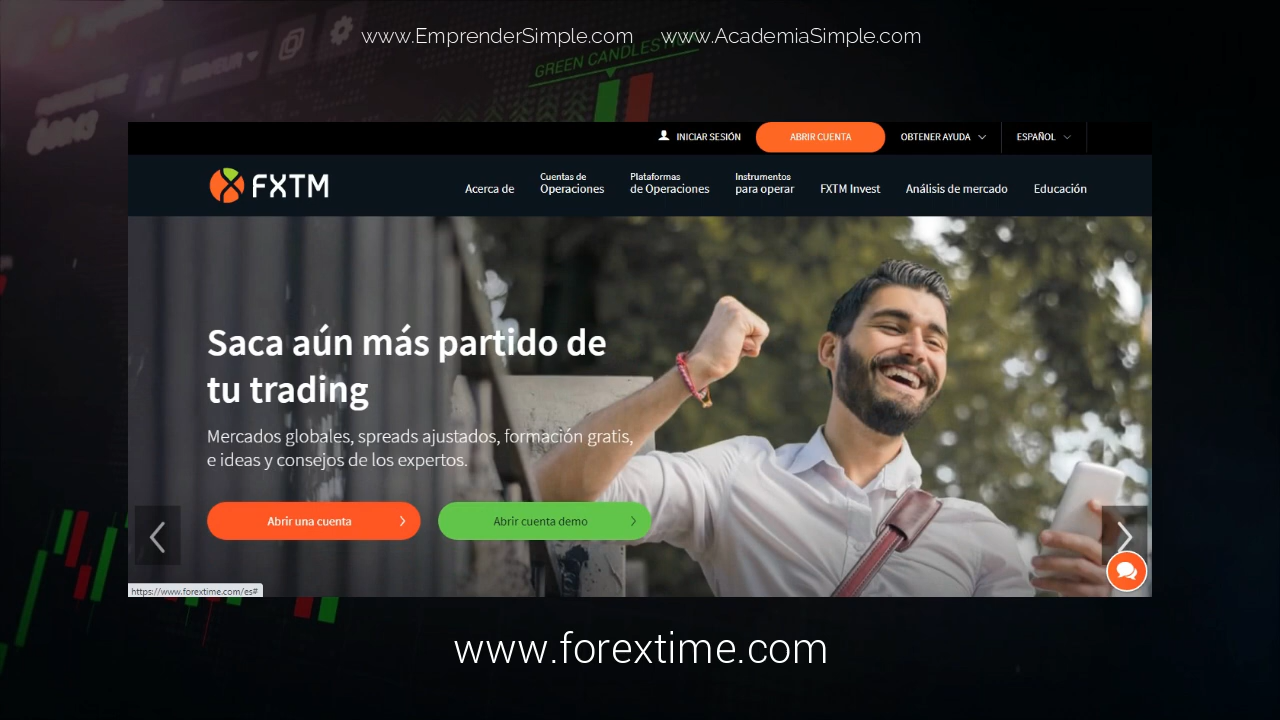 www.EmprenderSimple.com www.AcademiaSimple.com
GREEN CANDLESTICK
INICIAR SESIÓN ABRIR CUENTA OBTENER AYUDA ESPAÑOL
FXTM
Acerca de
Cuentas de
Operaciones
Plataformas
de Operaciones
Instrumentos
para operar
FXTM Invest
Análisis de mercado
Educación
Saca aún más partido de
tu trading
Mercados globales, spreads ajustados, formación gratis,
e ideas y consejos de los expertos.
Abrir una cuenta
Abrir cuenta demo
https://www.forextime.com/es#
www.forextime.com